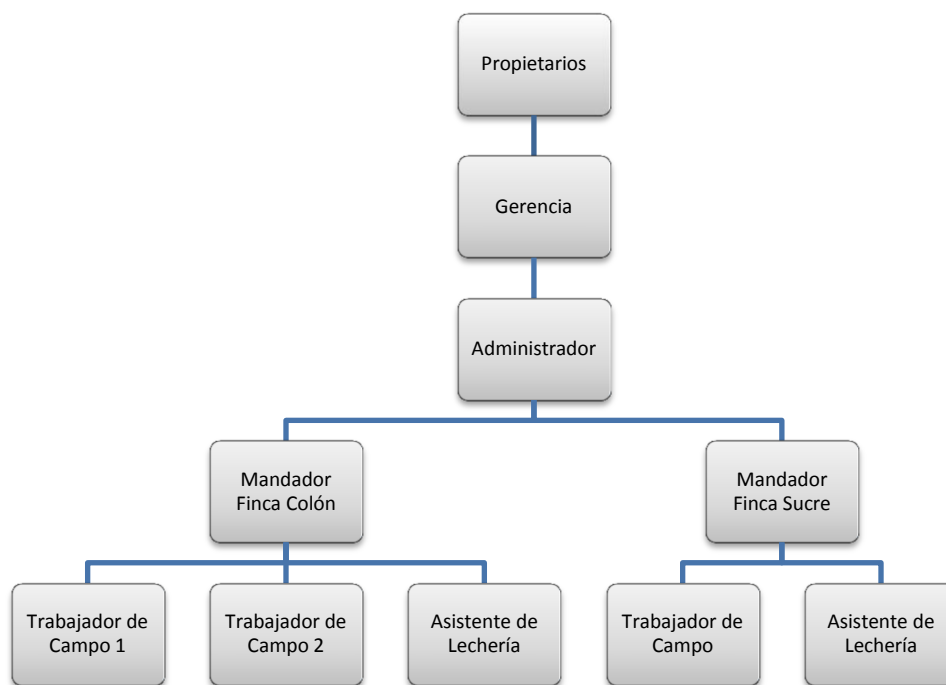 Propietarios
Gerencia
Administrador
Mandador
Finca Colón
Mandador
Finca Sucre
Trabajador de
Campo 1
Trabajador de
Campo 2
Asistente de
Lechería
Trabajador de
Campo
Asistente de
Lechería